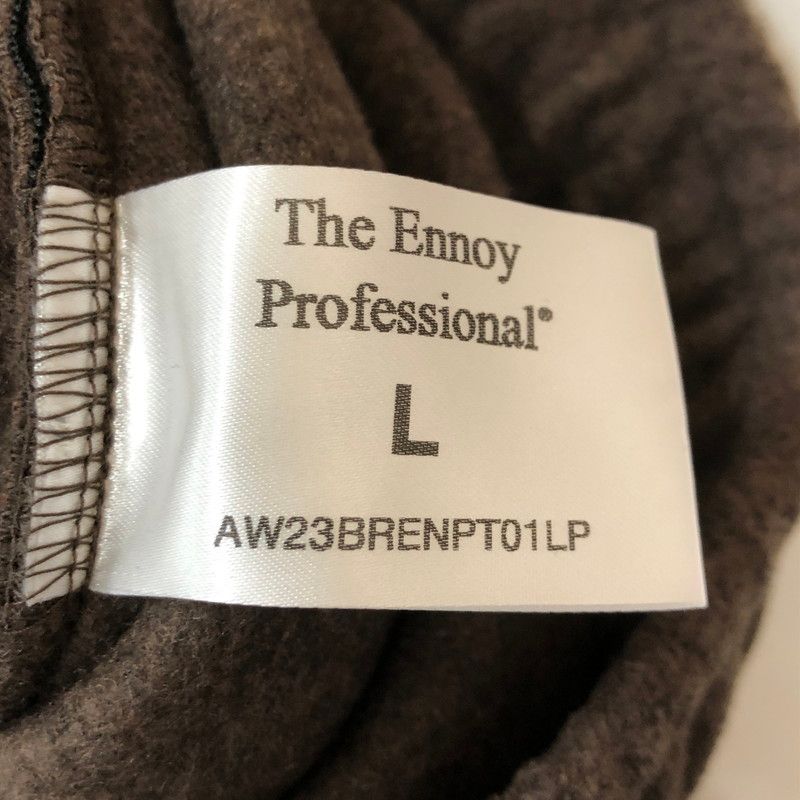 The Ennoy
Professional®
L
AW23BRENPT01LP